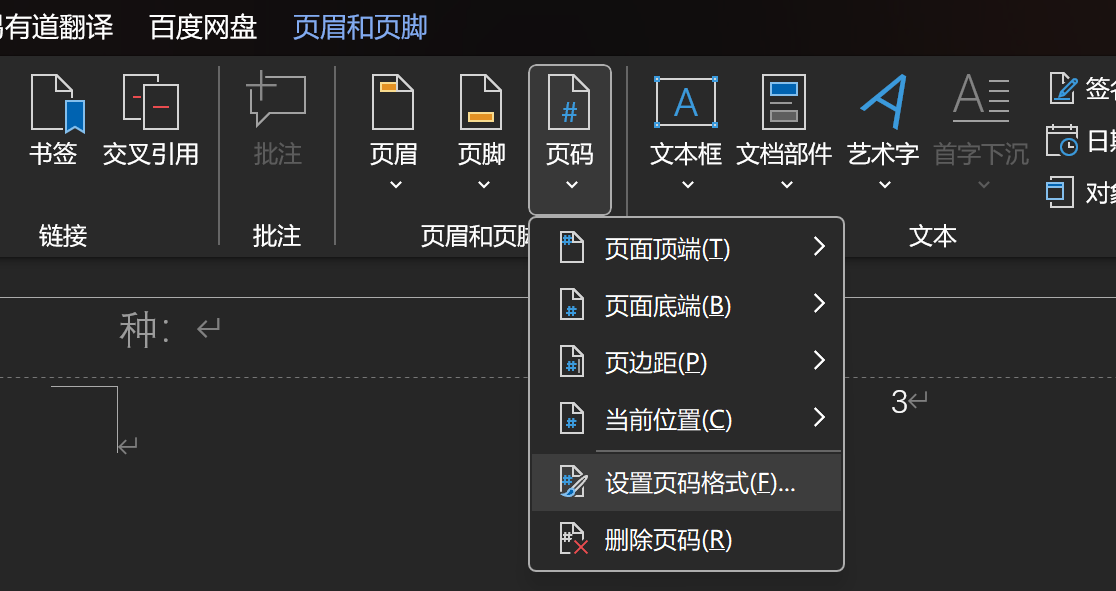 有道翻译 百度网盘 页眉和页脚
书签 交叉引用 批注 页眉 页脚 页码 文本框 文档部件 艺术字 首字下沉
链接 批注 页眉和页脚 文本
页面顶端(T)
页面底端(B)
页边距(P)
当前位置(C)
设置页码格式(F)...
删除页码(R)
签名
日期
对象
种：
3